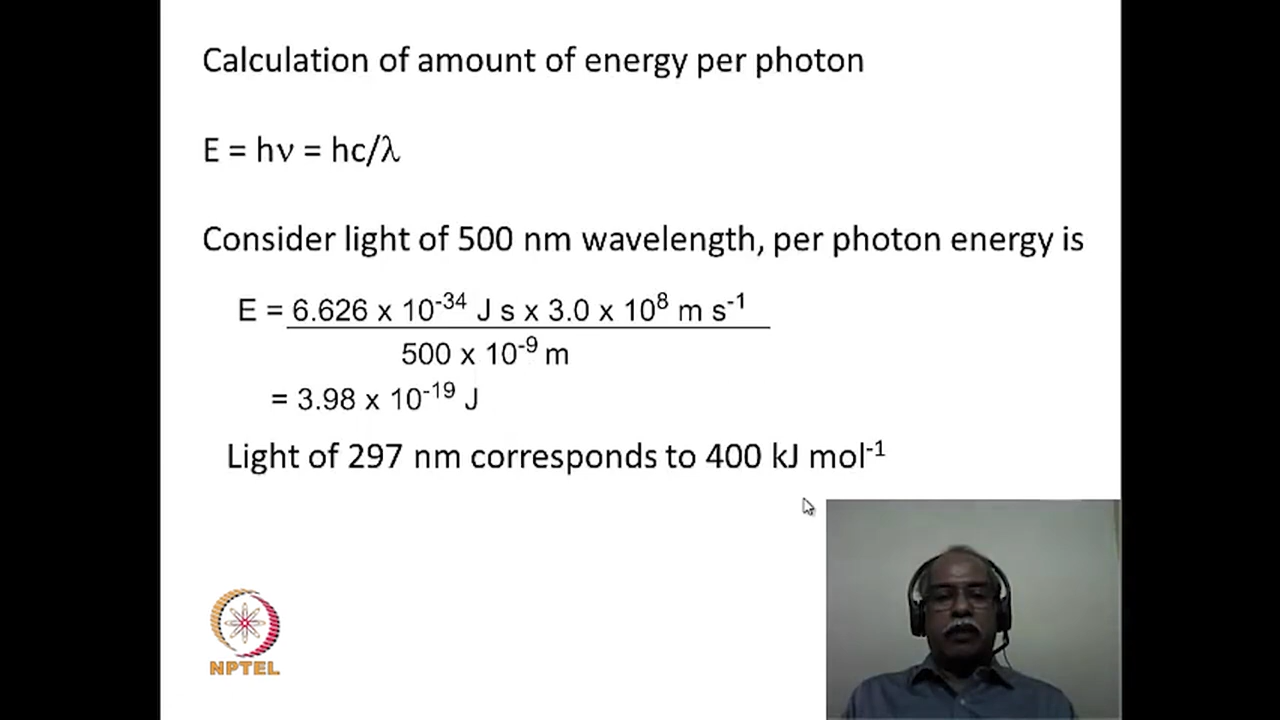 Calculation of amount of energy per photon
E = hν = hc/λ
Consider light of 500 nm wavelength, per photon energy is
E = 6.626 x 10⁻³⁴ J s x 3.0 x 10⁸ m s⁻¹
500 x 10⁻⁹ m
= 3.98 x 10⁻¹⁹ J
Light of 297 nm corresponds to 400 kJ mol⁻¹
NPTEL